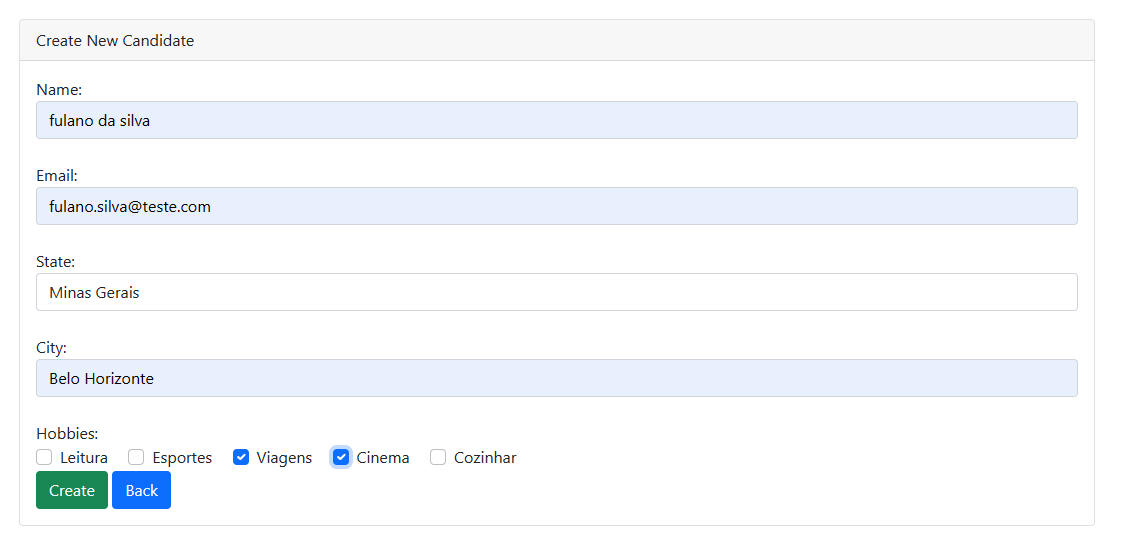 Create New Candidate
Name:
fulano da silva
Email:
fulano.silva@teste.com
State:
Minas Gerais
City:
Belo Horizonte
Hobbies:
Leitura Esportes Viagens Cinema Cozinhar
Create Back